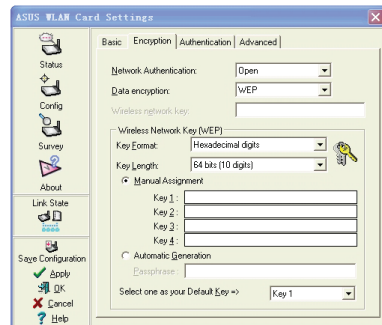 ASUS WLAN Card Settings
Status
Config
Survey
About
Link State
Save Configuration
Apply
OK
Cancel
Help
Basic Encryption Authentication Advanced
Network Authentication: Open
Data encryption: WEP
Wireless network key:
Wireless Network Key (WEP)
Key Format: Hexadecimal digits
Key Length: 64 bits (10 digits)
Manual Assignment
Key 1 :
Key 2 :
Key 3 :
Key 4 :
Automatic Generation
Passphrase :
Select one as your Default Key => Key 1